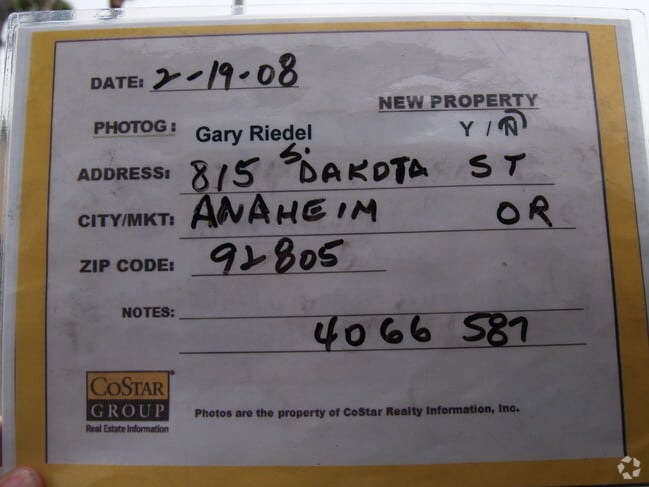 DATE: 2-19-08
NEW PROPERTY
PHOTOG: Gary Riedel Y / N
ADDRESS: 815 S. DAKOTA ST
CITY/MKT: ANAHEIM OR
ZIP CODE: 92805
NOTES:
4066 587
COSTAR
GROUP
Real Estate Information
Photos are the property of CoStar Realty Information, Inc.